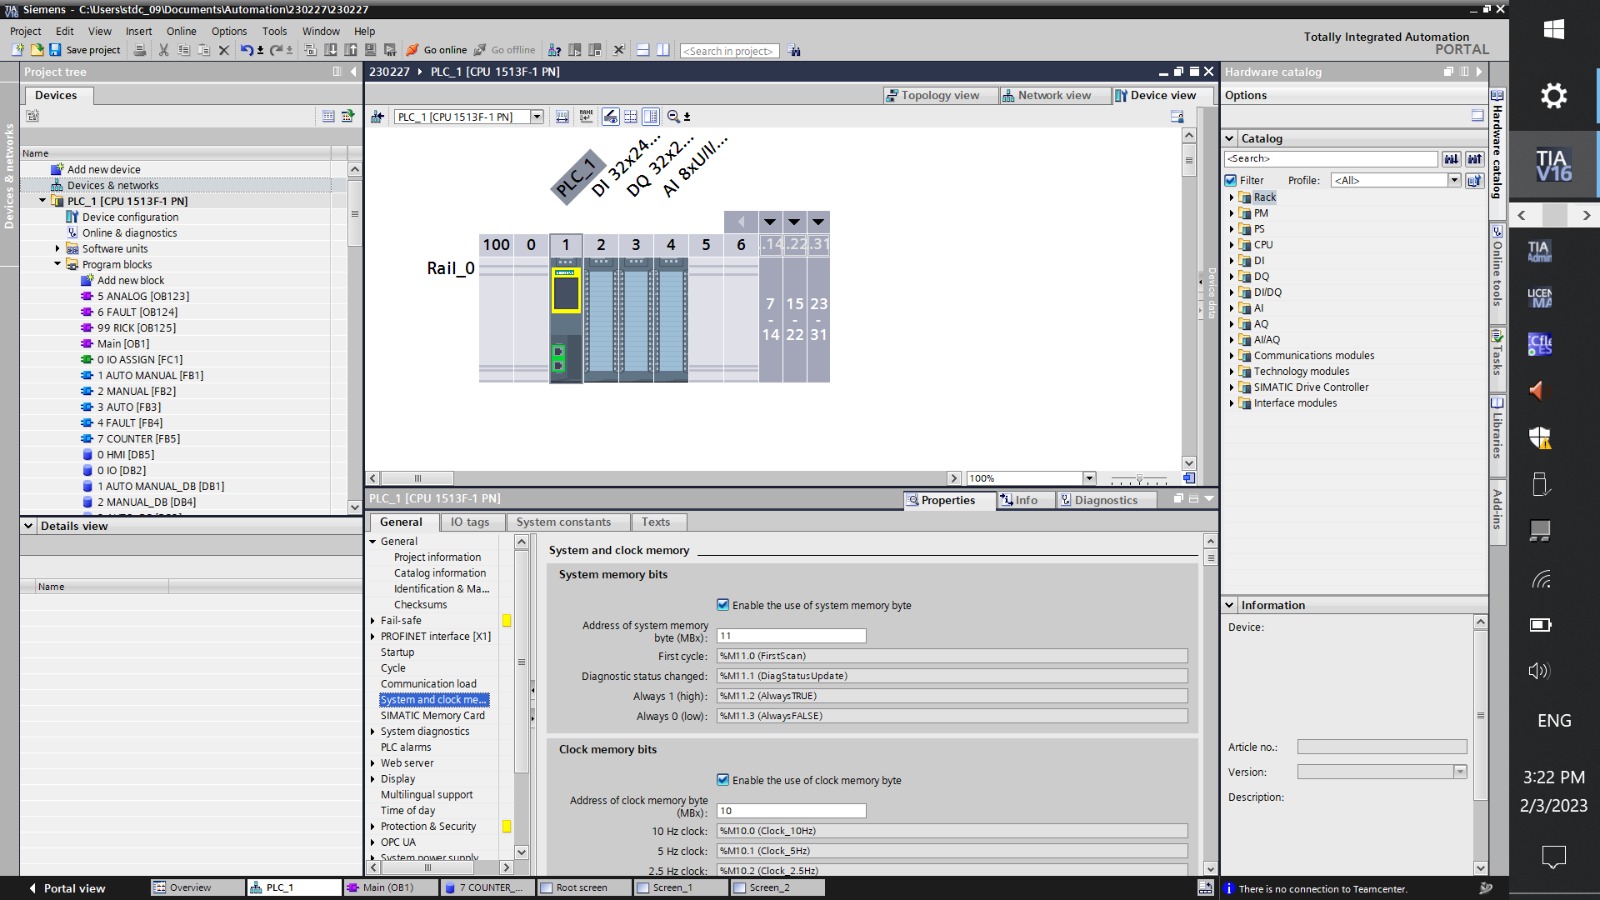 Siemens - C:\Users\stdc_09\Documents\Automation\230227\230227
Project Edit View Insert Online Options Tools Window Help
Save project Go online Go offline <Search in project>
Totally Integrated Automation
PORTAL
Project tree
Devices
Name
Add new device
Devices & networks
PLC_1 [CPU 1513F-1 PN]
Device configuration
Online & diagnostics
Software units
Program blocks
Add new block
5 ANALOG [OB123]
6 FAULT [OB124]
99 RICK [OB125]
Main [OB1]
0 IO ASSIGN [FC1]
1 AUTO MANUAL [FB1]
2 MANUAL [FB2]
3 AUTO [FB3]
4 FAULT [FB4]
7 COUNTER [FB5]
0 HMI [DB5]
0 IO [DB2]
1 AUTO MANUAL_DB [DB1]
2 MANUAL_DB [DB4]
Details view
Name
Devices & networks
230227 PLC_1 [CPU 1513F-1 PN]
Topology view Network view Device view
PLC_1 [CPU 1513F-1 PN]
PLC_1
DI 32x24...
DQ 32x2...
AI 8xU/I/...
100 0 1 2 3 4 5 6 ..14 ..22 ..31
Rail_0
7 15 23
- - -
14 22 31
100%
Device data
PLC_1 [CPU 1513F-1 PN]
Properties Info Diagnostics
General IO tags System constants Texts
General
Project information
Catalog information
Identification & Ma...
Checksums
Fail-safe
PROFINET interface [X1]
Startup
Cycle
Communication load
System and clock me...
SIMATIC Memory Card
System diagnostics
PLC alarms
Web server
Display
Multilingual support
Time of day
Protection & Security
OPC UA
System power supply
System and clock memory
System memory bits
Enable the use of system memory byte
Address of system memory
byte (MBx): 11
First cycle: %M11.0 (FirstScan)
Diagnostic status changed: %M11.1 (DiagStatusUpdate)
Always 1 (high): %M11.2 (AlwaysTRUE)
Always 0 (low): %M11.3 (AlwaysFALSE)
Clock memory bits
Enable the use of clock memory byte
Address of clock memory byte
(MBx): 10
10 Hz clock: %M10.0 (Clock_10Hz)
5 Hz clock: %M10.1 (Clock_5Hz)
2.5 Hz clock: %M10.2 (Clock_2.5Hz)
Hardware catalog
Options
Catalog
<Search>
Filter Profile: <All>
Rack
PM
PS
CPU
DI
DQ
DI/DQ
AI
AQ
AI/AQ
Communications modules
Technology modules
SIMATIC Drive Controller
Interface modules
Information
Device:
Article no.:
Version:
Description:
Hardware catalog
Online tools
Tasks
Libraries
Add-ins
Portal view Overview PLC_1 Main (OB1) 7 COUNTER_... Root screen Screen_1 Screen_2
There is no connection to Teamcenter.
TIA
V16
TIA
Admin
ENG
3:22 PM
2/3/2023